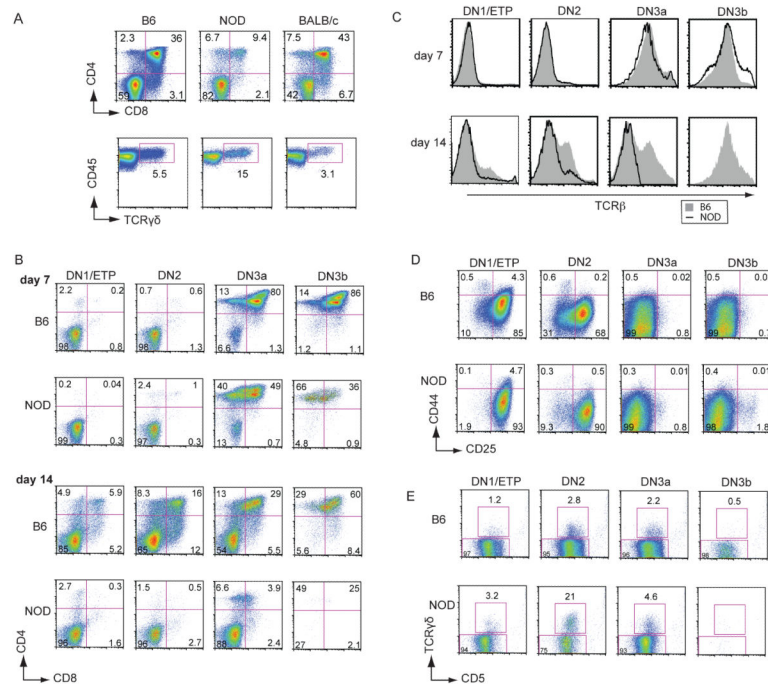 A
B6 NOD BALB/c
2.3 36 6.7 9.4 7.5 43
CD4
59 3.1 82 2.1 42 6.7
CD8
CD45
5.5 15 3.1
TCRγδ
B
DN1/ETP DN2 DN3a DN3b
day 7
B6
2.2 0.2 0.7 0.6 13 80 14 86
98 0.8 98 1.3 6.6 1.3 1.2 1.1
NOD
0.2 0.04 2.4 1 40 49 66 36
99 0.3 97 0.3 13 0.7 4.8 0.9
day 14
B6
4.9 5.9 8.3 16 13 29 29 60
85 5.2 65 12 54 5.5 5.6 8.4
NOD
2.7 0.3 1.5 0.5 6.6 3.9 49 25
96 1.6 96 2.7 88 2.4 27 2.1
CD4
CD8
C
DN1/ETP DN2 DN3a DN3b
day 7
day 14
TCRβ
B6
NOD
D
DN1/ETP DN2 DN3a DN3b
B6
0.5 4.3 0.6 0.2 0.5 0.02 0.5
10 85 31 68 99 0.8 99
NOD
0.1 4.7 0.3 0.5 0.3 0.01 0.4 0.01
1.9 93 9.3 90 99 0.8 98 1.8
CD44
CD25
E
DN1/ETP DN2 DN3a DN3b
B6
1.2 2.8 2.2 0.5
97 95 96 98
NOD
3.2 21 4.6
94 75 93
TCRγδ
CD5